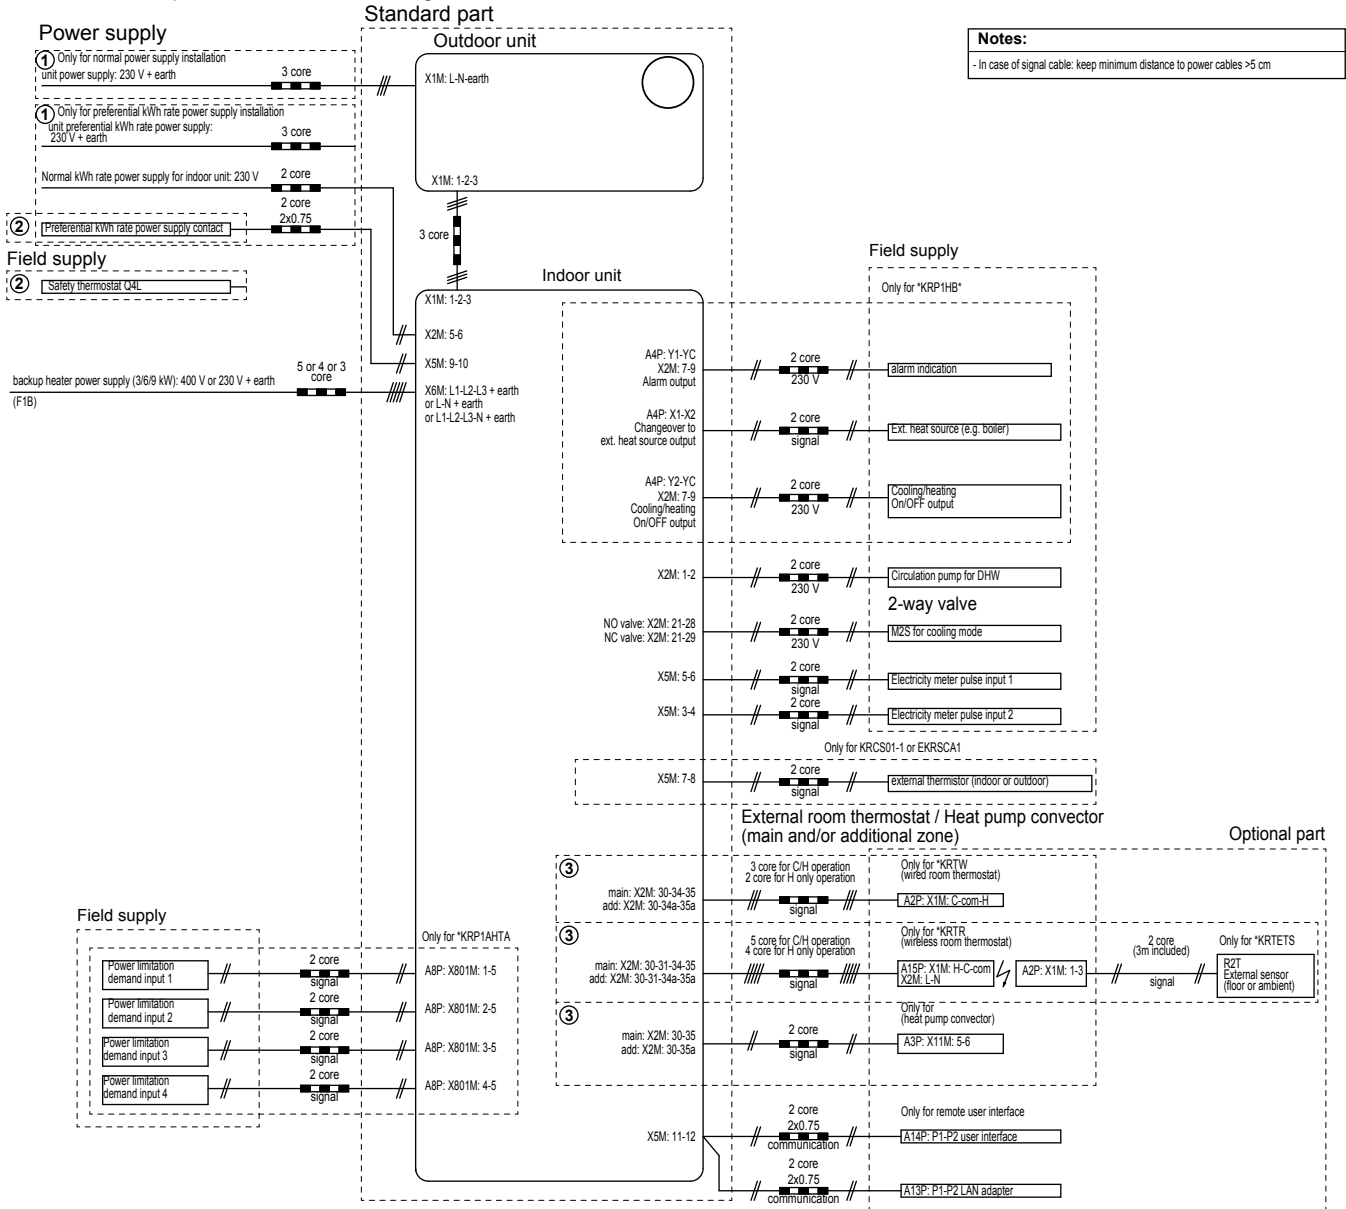 Standard part
Power supply
① Only for normal power supply installation
unit power supply: 230 V + earth
3 core
① Only for preferential kWh rate power supply installation
unit preferential kWh rate power supply:
230 V + earth
3 core
Normal kWh rate power supply for indoor unit: 230 V
2 core
2 core
2x0.75
② Preferential kWh rate power supply contact
Field supply
② Safety thermostat Q4L
backup heater power supply (3/6/9 kW): 400 V or 230 V + earth
(F1B)
5 or 4 or 3
core
Outdoor unit
X1M: L-N-earth
X1M: 1-2-3
3 core
Indoor unit
X1M: 1-2-3
X2M: 5-6
X5M: 9-10
X6M: L1-L2-L3 + earth
or L-N + earth
or L1-L2-L3-N + earth
Notes:
- In case of signal cable: keep minimum distance to power cables >5 cm
Field supply
Only for *KRP1HB*
A4P: Y1-YC
X2M: 7-9
Alarm output
2 core
230 V
alarm indication
A4P: X1-X2
Changeover to
ext. heat source output
2 core
signal
Ext. heat source (e.g. boiler)
A4P: Y2-YC
X2M: 7-9
Cooling/heating
On/OFF output
2 core
230 V
Cooling/heating
On/OFF output
X2M: 1-2
2 core
230 V
Circulation pump for DHW
2-way valve
NO valve: X2M: 21-28
NC valve: X2M: 21-29
2 core
230 V
M2S for cooling mode
X5M: 5-6
2 core
signal
Electricity meter pulse input 1
X5M: 3-4
2 core
signal
Electricity meter pulse input 2
Only for KRCS01-1 or EKRSCA1
X5M: 7-8
2 core
signal
external thermistor (indoor or outdoor)
External room thermostat / Heat pump convector
(main and/or additional zone)
Optional part
③
main: X2M: 30-34-35
add: X2M: 30-34a-35a
3 core for C/H operation
2 core for H only operation
signal
Only for *KRTW
(wired room thermostat)
A2P: X1M: C-com-H
③
main: X2M: 30-31-34-35
add: X2M: 30-31-34a-35a
5 core for C/H operation
4 core for H only operation
signal
Only for *KRTR
(wireless room thermostat)
A15P: X1M: H-C-com
X2M: L-N
A2P: X1M: 1-3
2 core
(3m included)
signal
Only for *KRTETS
R2T
External sensor
(floor or ambient)
③
main: X2M: 30-35
add: X2M: 30-35a
2 core
signal
Only for
(heat pump convector)
A3P: X11M: 5-6
X5M: 11-12
2 core
2x0.75
communication
Only for remote user interface
A14P: P1-P2 user interface
2 core
2x0.75
communication
A13P: P1-P2 LAN adapter
Field supply
Only for *KRP1AHTA
Power limitation
demand input 1
2 core
signal
A8P: X801M: 1-5
Power limitation
demand input 2
2 core
signal
A8P: X801M: 2-5
Power limitation
demand input 3
2 core
signal
A8P: X801M: 3-5
Power limitation
demand input 4
2 core
signal
A8P: X801M: 4-5